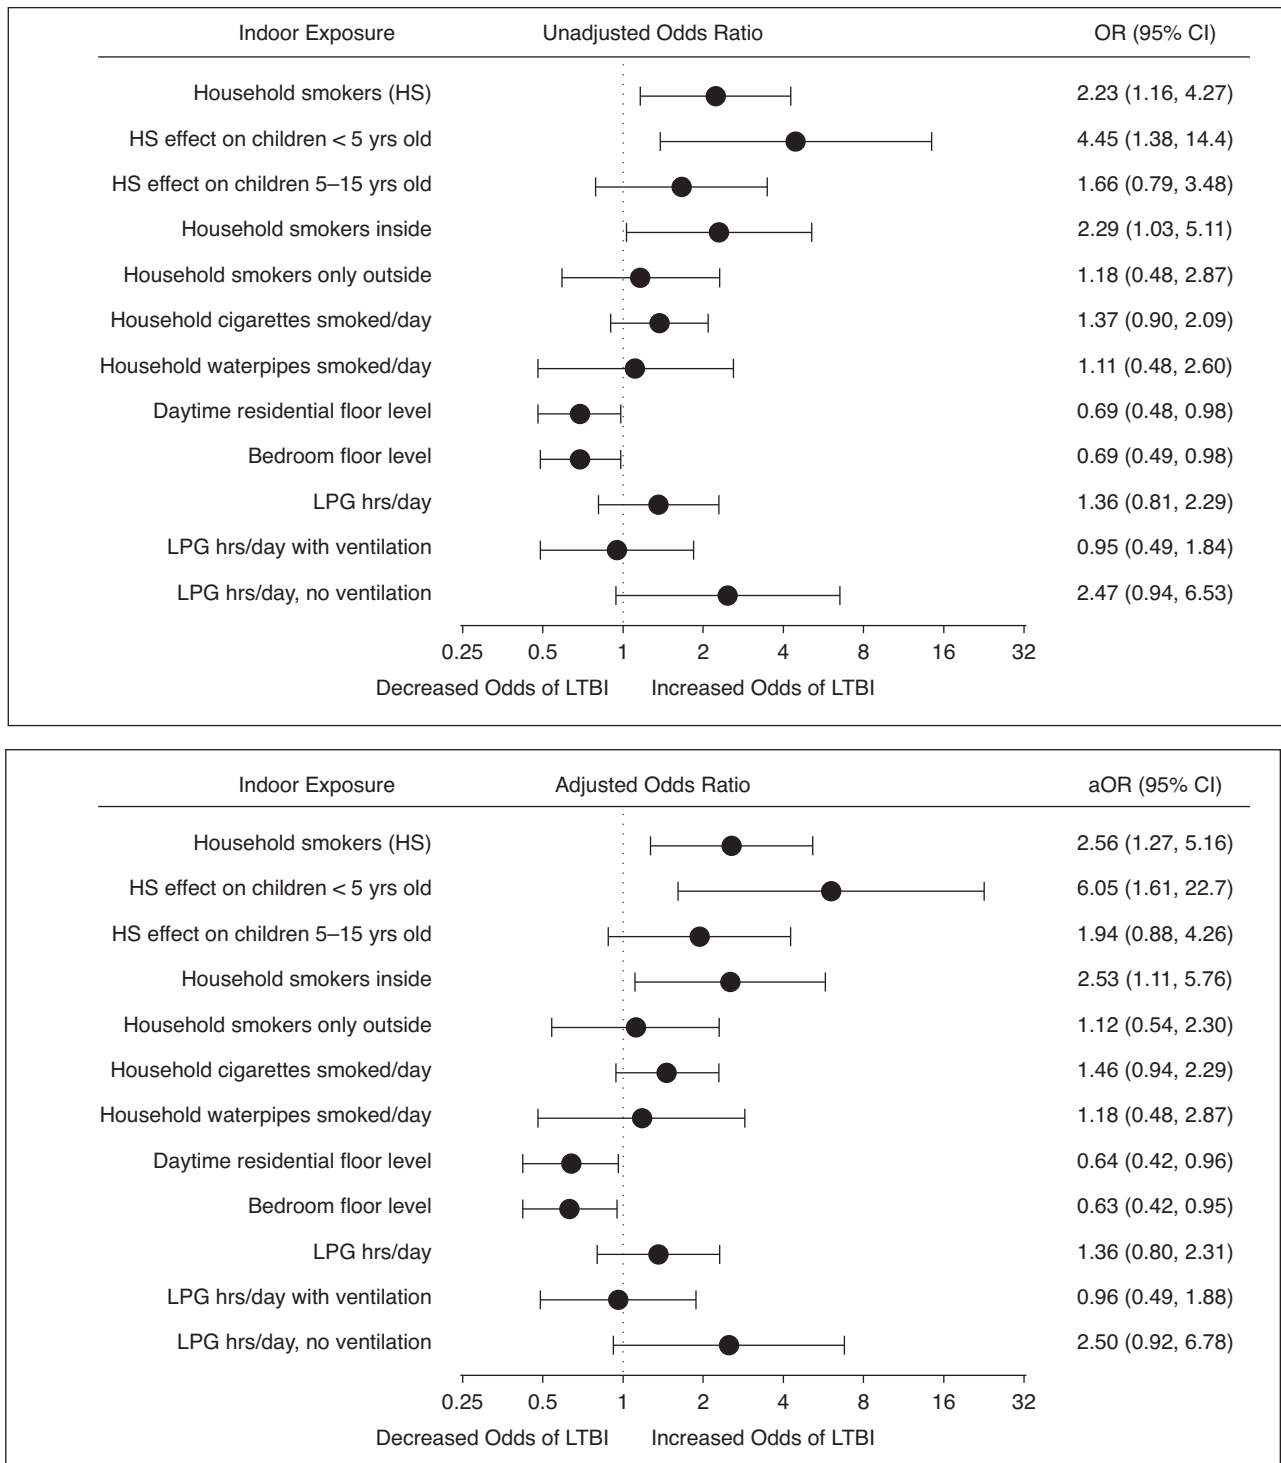 Indoor Exposure Unadjusted Odds Ratio OR (95% CI)
Household smokers (HS) 2.23 (1.16, 4.27)
HS effect on children < 5 yrs old 4.45 (1.38, 14.4)
HS effect on children 5–15 yrs old 1.66 (0.79, 3.48)
Household smokers inside 2.29 (1.03, 5.11)
Household smokers only outside 1.18 (0.48, 2.87)
Household cigarettes smoked/day 1.37 (0.90, 2.09)
Household waterpipes smoked/day 1.11 (0.48, 2.60)
Daytime residential floor level 0.69 (0.48, 0.98)
Bedroom floor level 0.69 (0.49, 0.98)
LPG hrs/day 1.36 (0.81, 2.29)
LPG hrs/day with ventilation 0.95 (0.49, 1.84)
LPG hrs/day, no ventilation 2.47 (0.94, 6.53)
0.25 0.5 1 2 4 8 16 32
Decreased Odds of LTBI Increased Odds of LTBI
Indoor Exposure Adjusted Odds Ratio aOR (95% CI)
Household smokers (HS) 2.56 (1.27, 5.16)
HS effect on children < 5 yrs old 6.05 (1.61, 22.7)
HS effect on children 5–15 yrs old 1.94 (0.88, 4.26)
Household smokers inside 2.53 (1.11, 5.76)
Household smokers only outside 1.12 (0.54, 2.30)
Household cigarettes smoked/day 1.46 (0.94, 2.29)
Household waterpipes smoked/day 1.18 (0.48, 2.87)
Daytime residential floor level 0.64 (0.42, 0.96)
Bedroom floor level 0.63 (0.42, 0.95)
LPG hrs/day 1.36 (0.80, 2.31)
LPG hrs/day with ventilation 0.96 (0.49, 1.88)
LPG hrs/day, no ventilation 2.50 (0.92, 6.78)
0.25 0.5 1 2 4 8 16 32
Decreased Odds of LTBI Increased Odds of LTBI